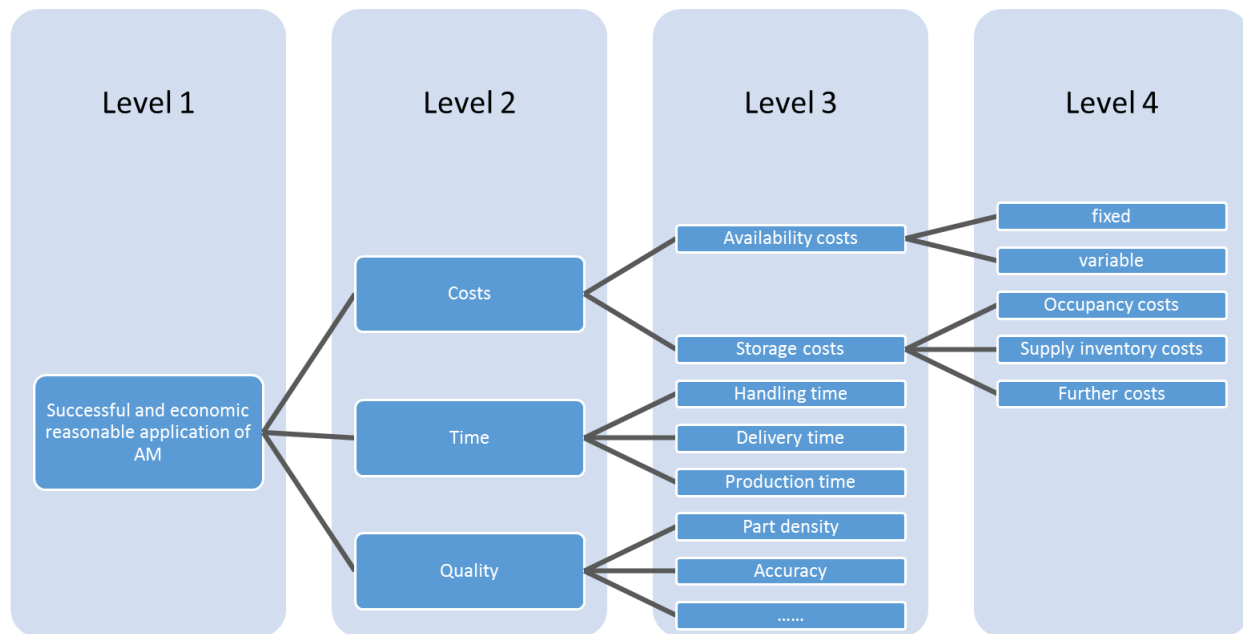 Level 1
Level 2
Level 3
Level 4
Successful and economic
reasonable application of
AM
Costs
Time
Quality
Availability costs
Storage costs
Handling time
Delivery time
Production time
Part density
Accuracy
......
fixed
variable
Occupancy costs
Supply inventory costs
Further costs